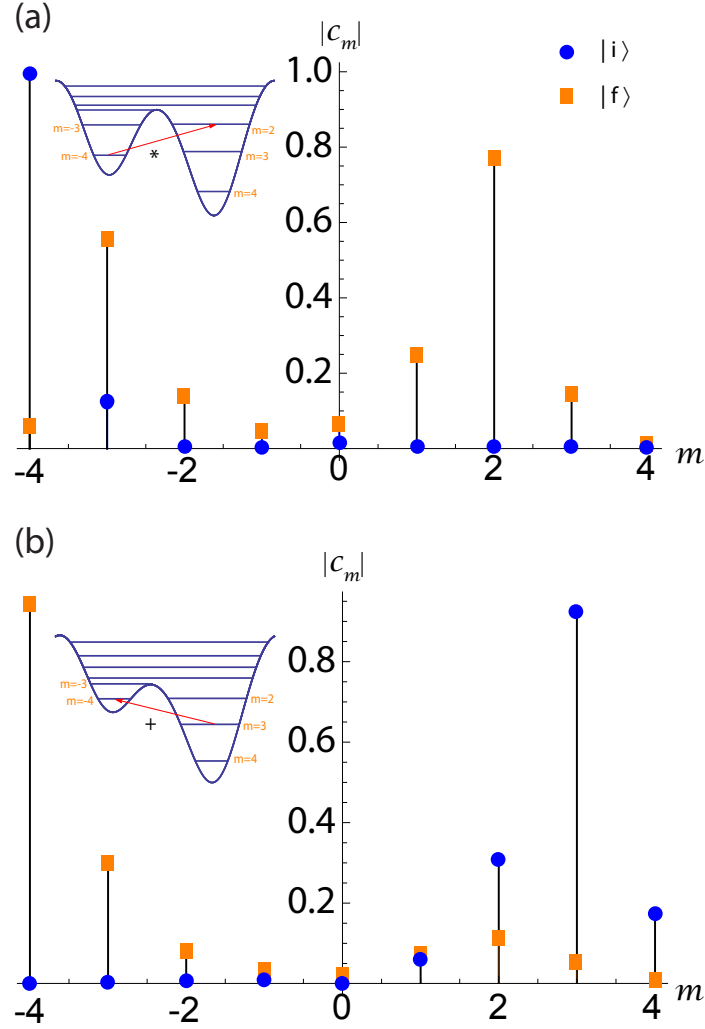 (a)
|c_m|
|i⟩
|f⟩
1.0
0.8
0.6
0.4
0.2
m=-3
m=-4
m=2
m=3
m=4
*
-4 -2 0 2 4 m
(b)
|c_m|
0.8
0.6
0.4
0.2
m=-3
m=-4
m=2
m=3
m=4
+
-4 -2 0 2 4 m